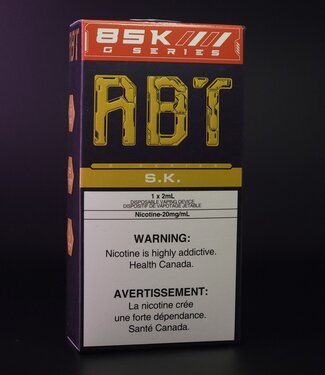 85K////
G SERIES
ABT
S.K.
1 x 2mL
DISPOSABLE VAPING DEVICE
DISPOSITIF DE VAPOTAGE JETABLE
Nicotine-20mg/mL
WARNING:
Nicotine is highly addictive.
Health Canada.
AVERTISSEMENT:
La nicotine crée
une forte dépendance.
Santé Canada.